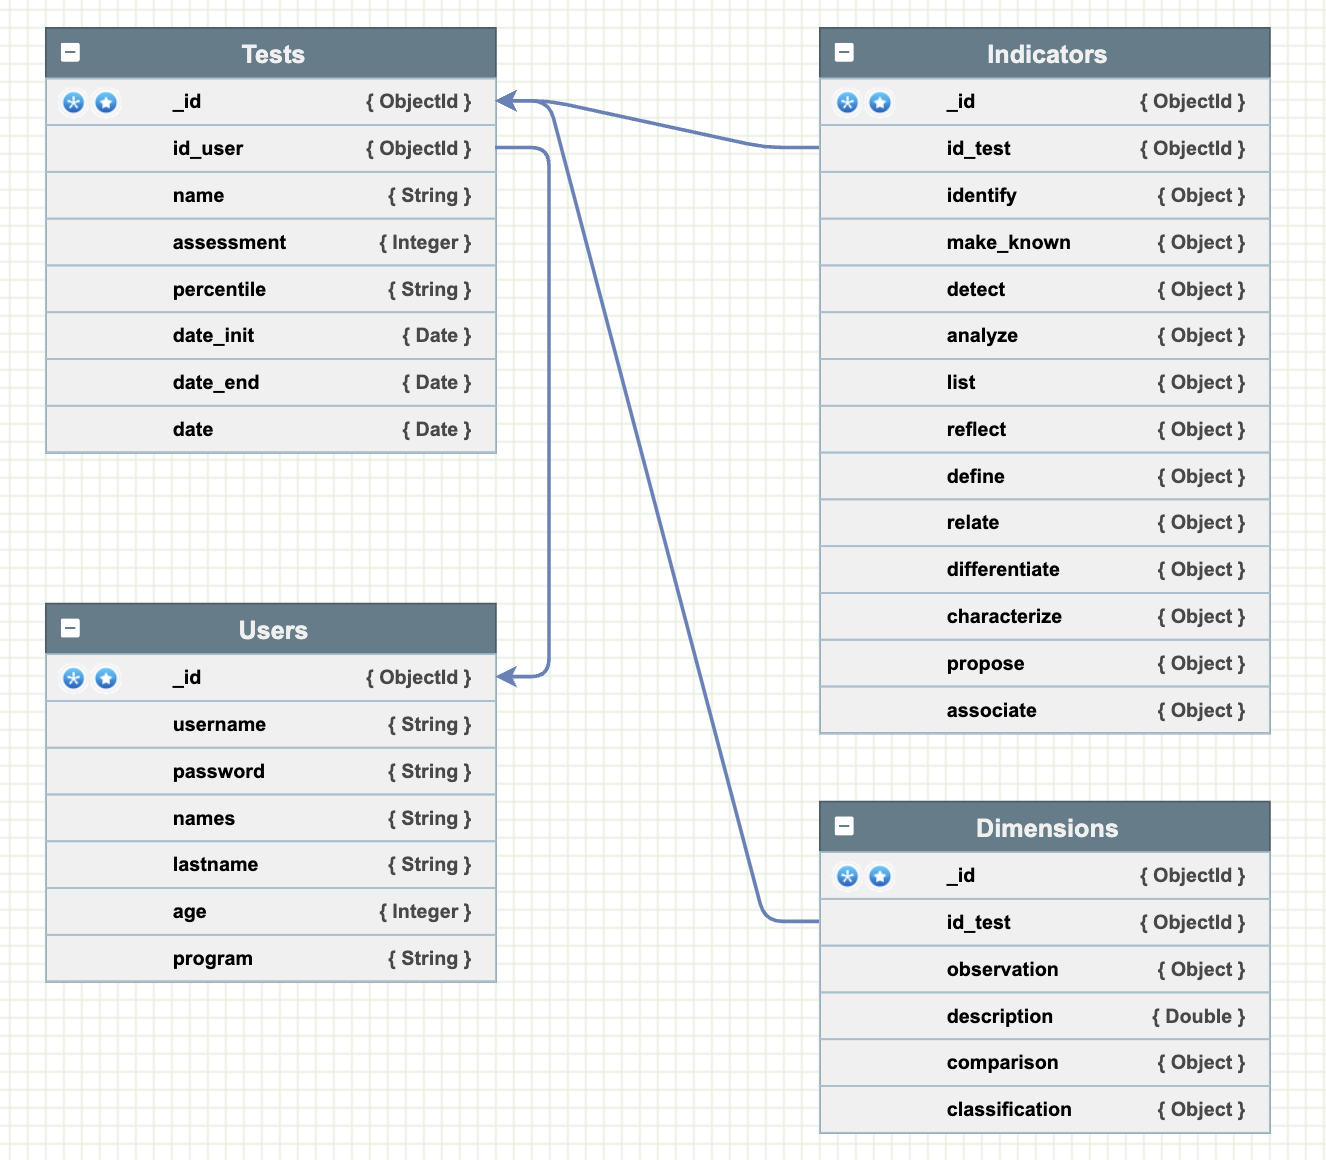 Tests
_id { ObjectId }
id_user { ObjectId }
name { String }
assessment { Integer }
percentile { String }
date_init { Date }
date_end { Date }
date { Date }
Users
_id { ObjectId }
username { String }
password { String }
names { String }
lastname { String }
age { Integer }
program { String }
Indicators
_id { ObjectId }
id_test { ObjectId }
identify { Object }
make_known { Object }
detect { Object }
analyze { Object }
list { Object }
reflect { Object }
define { Object }
relate { Object }
differentiate { Object }
characterize { Object }
propose { Object }
associate { Object }
Dimensions
_id { ObjectId }
id_test { ObjectId }
observation { Object }
description { Double }
comparison { Object }
classification { Object }